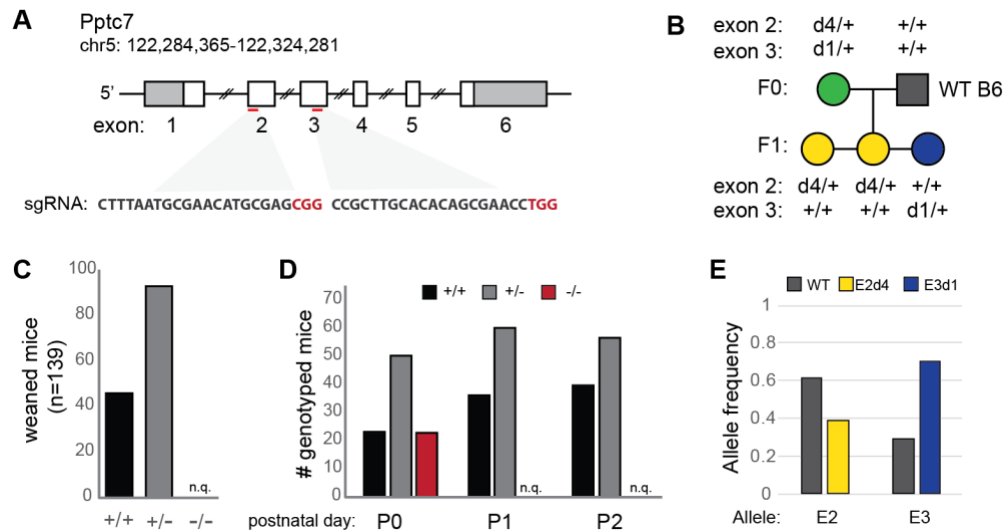 A
Pptc7
chr5: 122,284,365-122,324,281
5'
exon: 1 2 3 4 5 6
sgRNA: CTTTAATGCGAACATGCGAGCGG CCGCTTGCACACAGCGAACCTGG
B
exon 2: d4/+ +/+
exon 3: d1/+ +/+
F0: WT B6
F1:
exon 2: d4/+ d4/+ +/+
exon 3: +/+ +/+ d1/+
C
weaned mice
(n=139)
100
80
60
40
20
0
n.q.
+/+ +/- -/-
D
# genotyped mice
+/+ +/- -/-
70
60
50
40
30
20
10
0
n.q. n.q.
postnatal day: P0 P1 P2
E
WT E2d4 E3d1
Allele frequency
1
0.8
0.6
0.4
0.2
0
Allele: E2 E3